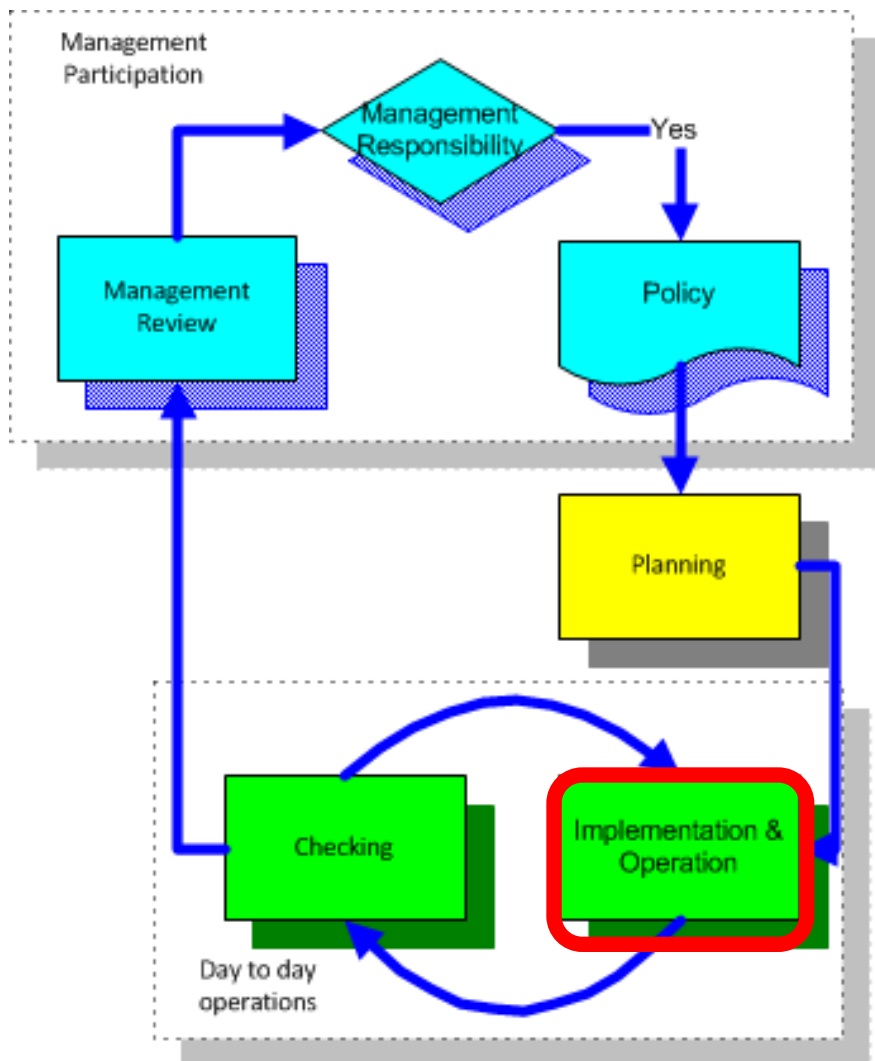 Management
Participation
Management
Responsibility
Yes
Management
Review
Policy
Planning
Checking
Implementation &
Operation
Day to day
operations